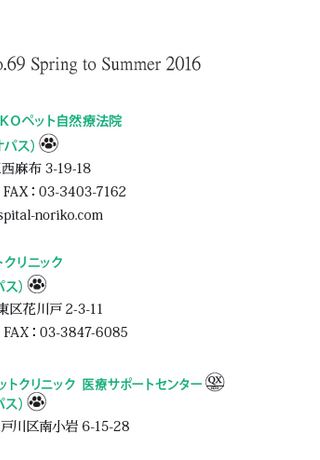 o.69 Spring to Summer 2016
KOペット自然療法院
オパス）
西麻布 3-19-18
FAX：03-3403-7162
spital-noriko.com
トクリニック
パス）
東区花川戸 2-3-11
FAX：03-3847-6085
ットクリニック 医療サポートセンター QX
パス）
戸川区南小岩 6-15-28